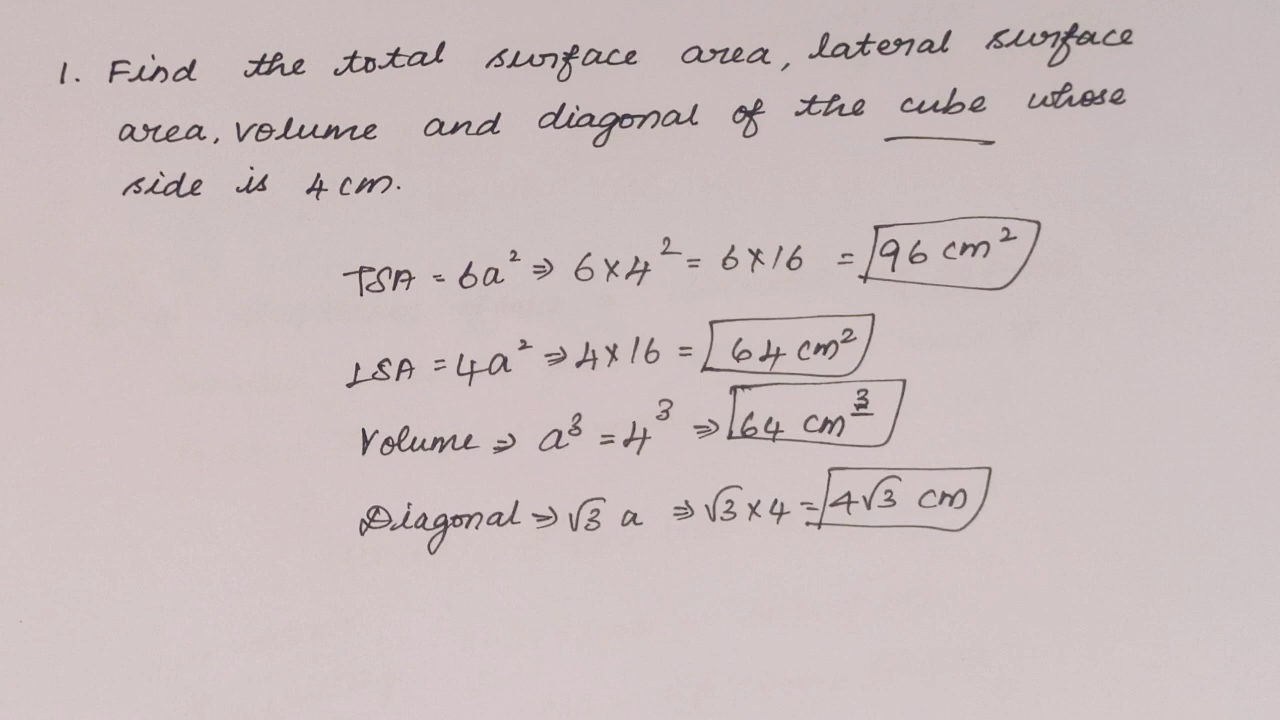 1. Find the total surface area, lateral surface
area, volume and diagonal of the cube whose
side is 4 cm.
TSA = 6a² ⇒ 6×4² = 6×16 = 96 cm²
LSA = 4a² ⇒ 4×16 = 64 cm²
Volume ⇒ a³ = 4³ ⇒ 64 cm³
Diagonal ⇒ √3 a ⇒ √3×4 = 4√3 cm